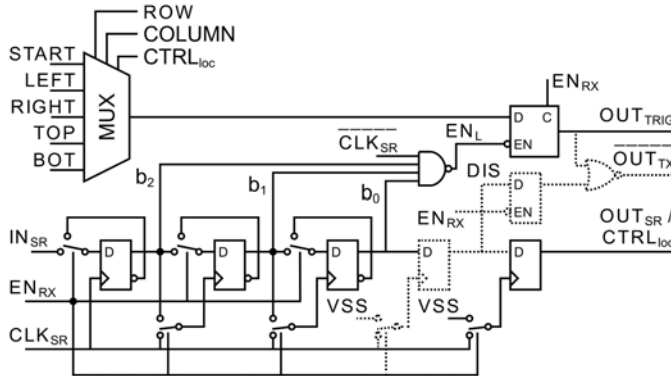 ROW
COLUMN
CTRLloc
START
LEFT
RIGHT
TOP
BOT
MUX
ENRX
D C
EN
OUTTRIG
CLKSR
ENL
OUTTX
DIS
b2
b1
b0
D
EN
ENRX
OUTSR /
CTRLloc
INSR
D
D
D
D
D
ENRX
VSS
VSS
CLKSR